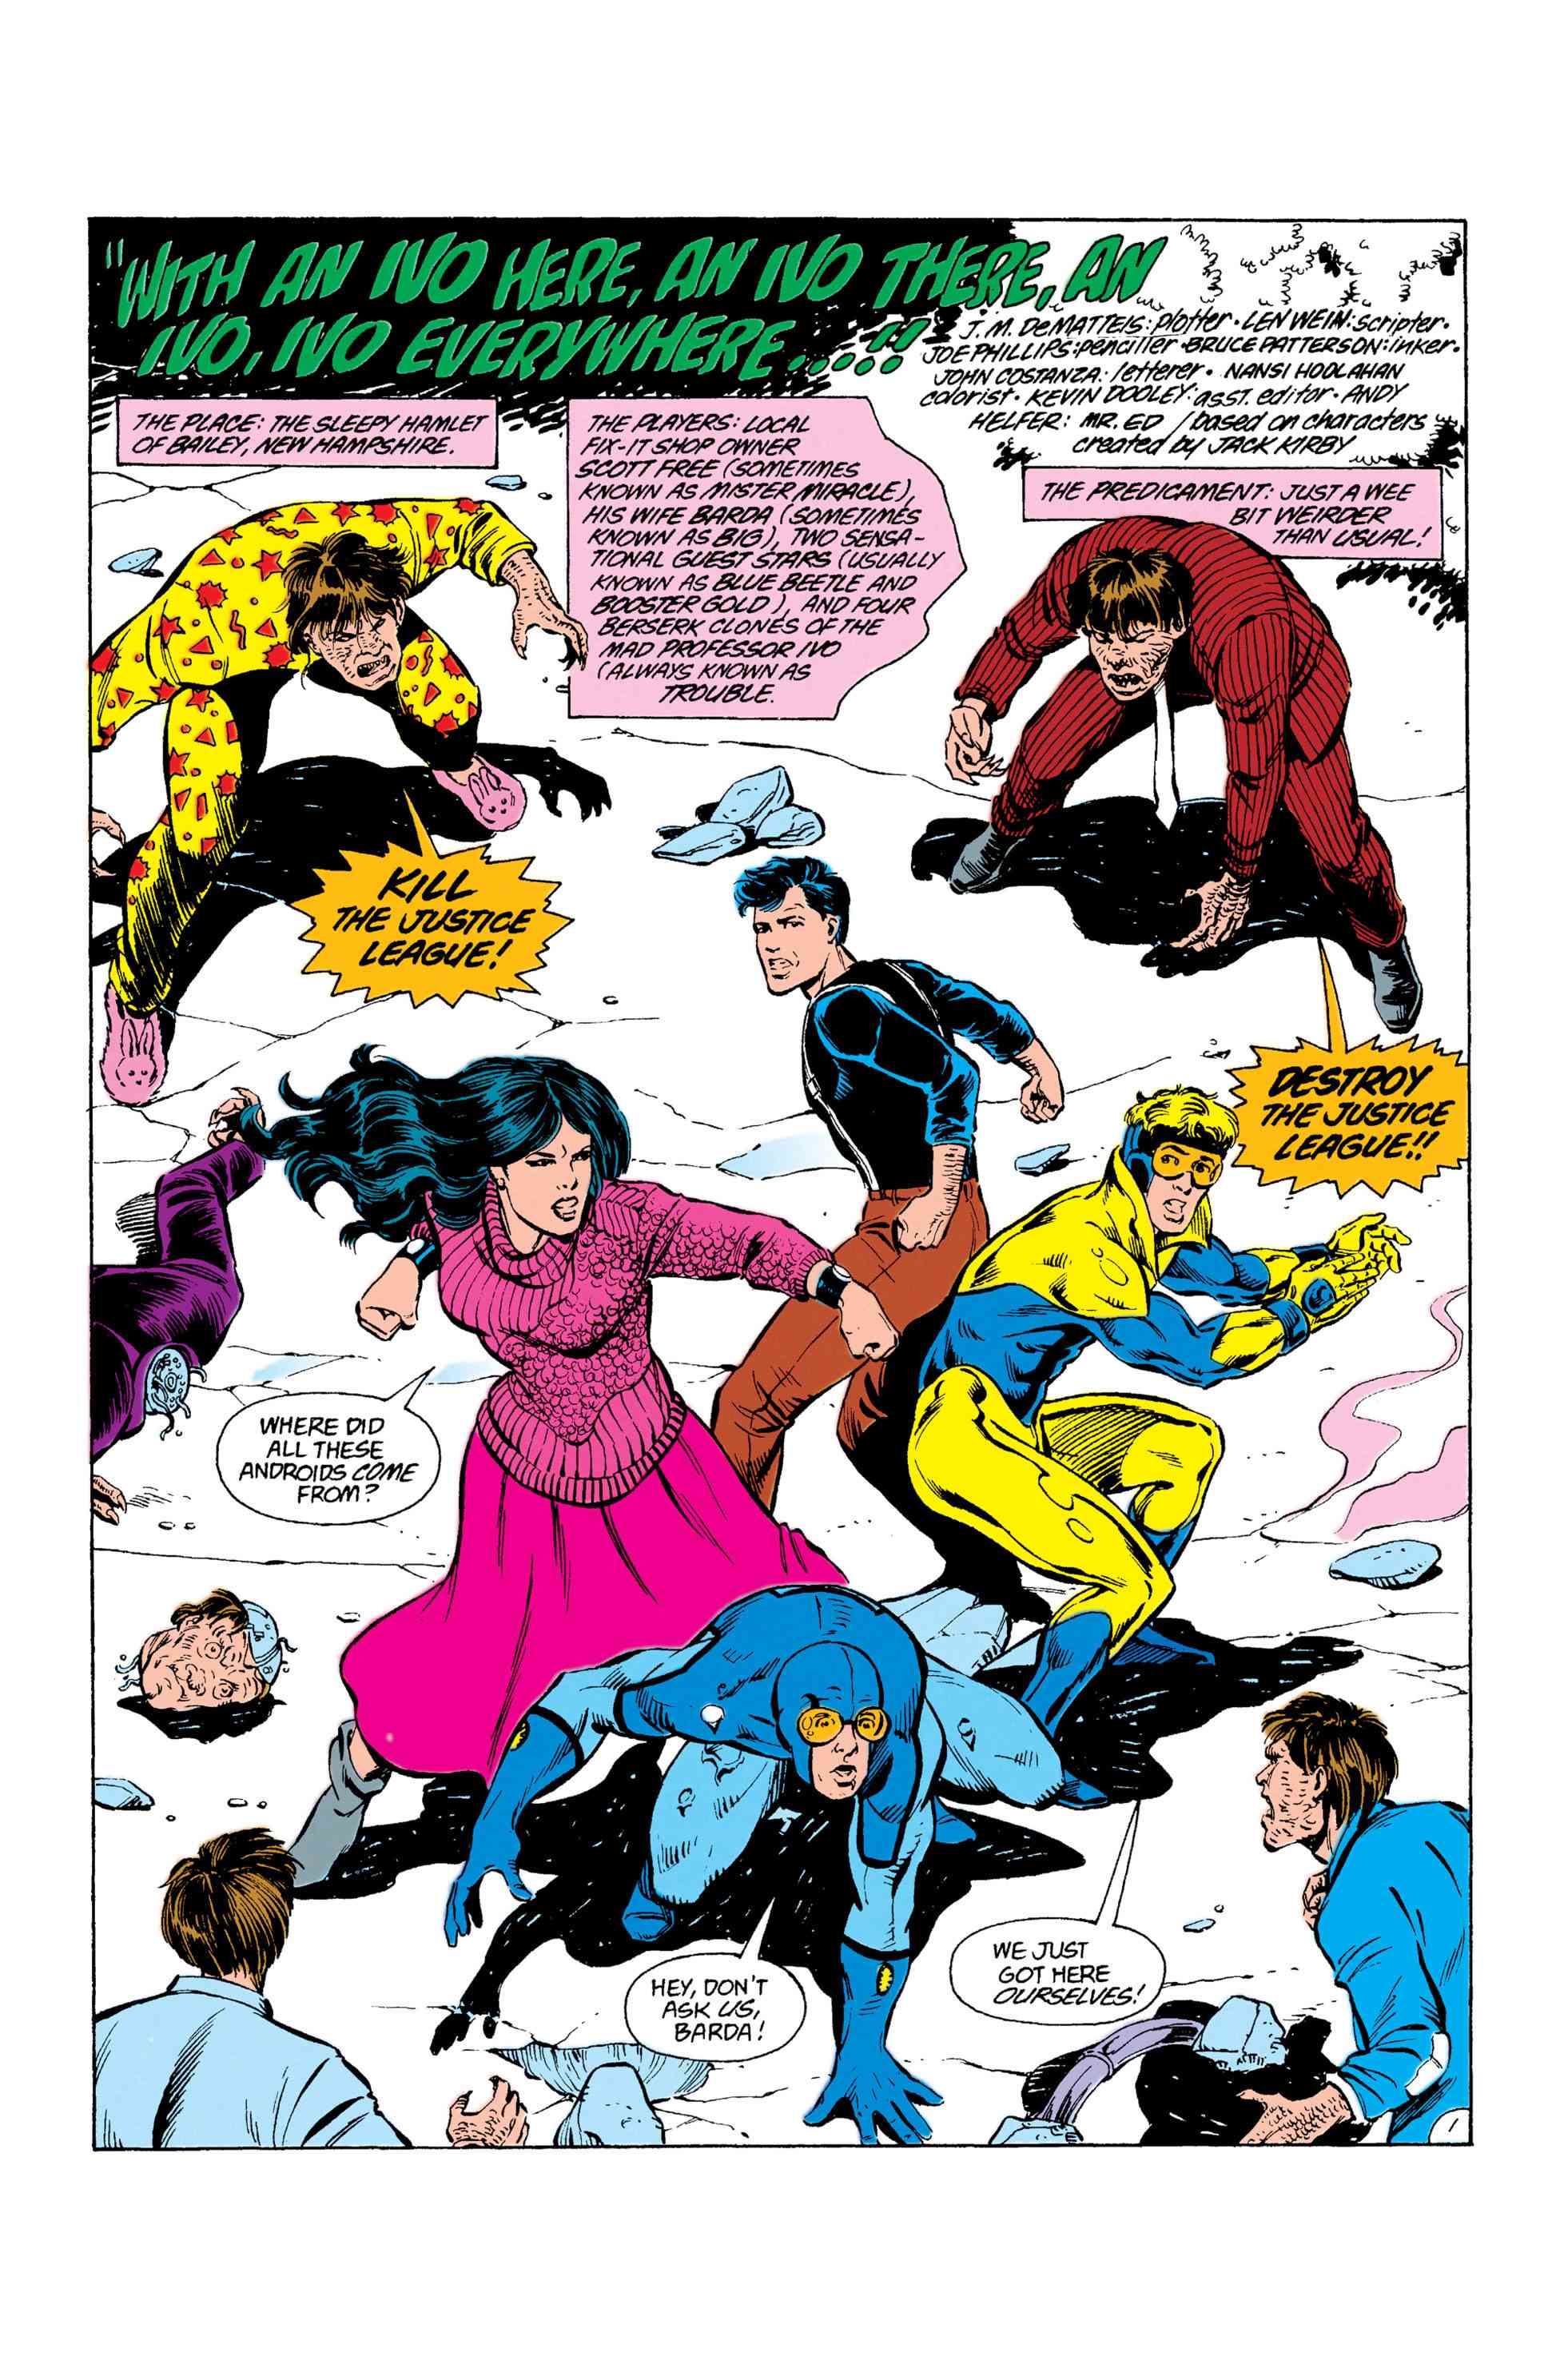 "WITH AN IVO HERE, AN IVO THERE, AN
IVO, IVO EVERYWHERE...!!
J.M. DeMATTEIS: plotter • LEN WEIN: scripter •
JOE PHILLIPS: penciller • BRUCE PATTERSON: inker •
JOHN COSTANZA: letterer • NANSI HOOLAHAN
colorist • KEVIN DOOLEY: asst. editor • ANDY
HELFER: MR. ED / based on characters
created by JACK KIRBY
THE PLACE: THE SLEEPY HAMLET
OF BAILEY, NEW HAMPSHIRE.
THE PLAYERS: LOCAL
FIX-IT SHOP OWNER
SCOTT FREE (SOMETIMES
KNOWN AS MISTER MIRACLE),
HIS WIFE BARDA (SOMETIMES
KNOWN AS BIG), TWO SENSA-
TIONAL GUEST STARS (USUALLY
KNOWN AS BLUE BEETLE AND
BOOSTER GOLD), AND FOUR
BERSERK CLONES OF THE
MAD PROFESSOR IVO
(ALWAYS KNOWN AS
TROUBLE.
THE PREDICAMENT: JUST A WEE
BIT WEIRDER
THAN USUAL!
KILL
THE JUSTICE
LEAGUE!
DESTROY
THE JUSTICE
LEAGUE!!
WHERE DID
ALL THESE
ANDROIDS COME
FROM?
HEY, DON'T
ASK US,
BARDA!
WE JUST
GOT HERE
OURSELVES!
1